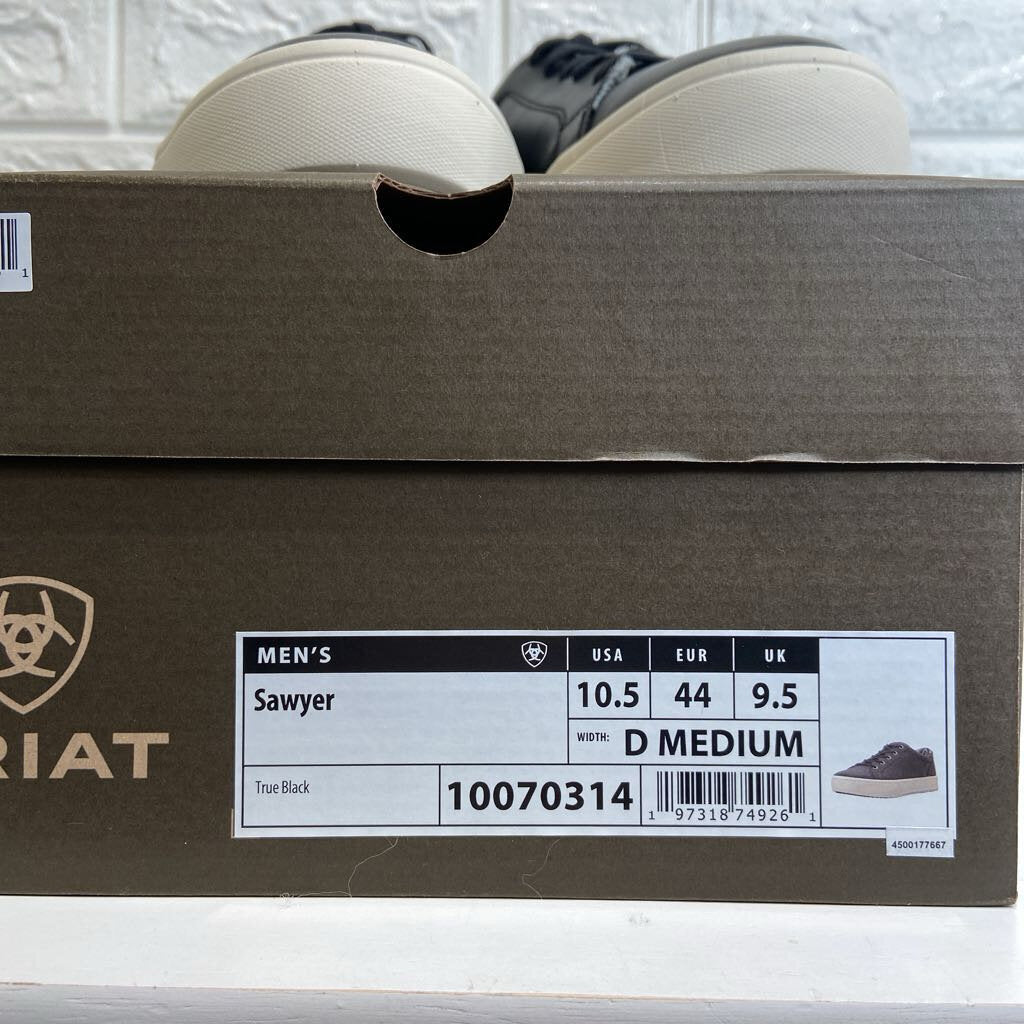 1
RIAT
MEN'S USA EUR UK
Sawyer 10.5 44 9.5
WIDTH: D MEDIUM
True Black 10070314
1 97318 74926 1
4500177667